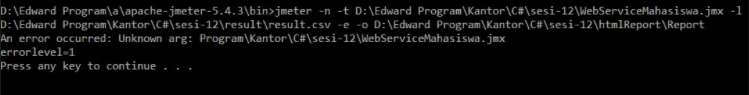 D:\Edward Program\a\apache-jmeter-5.4.3\bin>jmeter -n -t D:\Edward Program\Kantor\C#\sesi-12\WebServiceMahasiswa.jmx -l
D:\Edward Program\Kantor\C#\sesi-12\result\result.csv -e -o D:\Edward Program\Kantor\C#\sesi-12\htmlReport\Report
An error occurred: Unknown arg: Program\Kantor\C#\sesi-12\WebServiceMahasiswa.jmx
errorlevel=1
Press any key to continue . . .